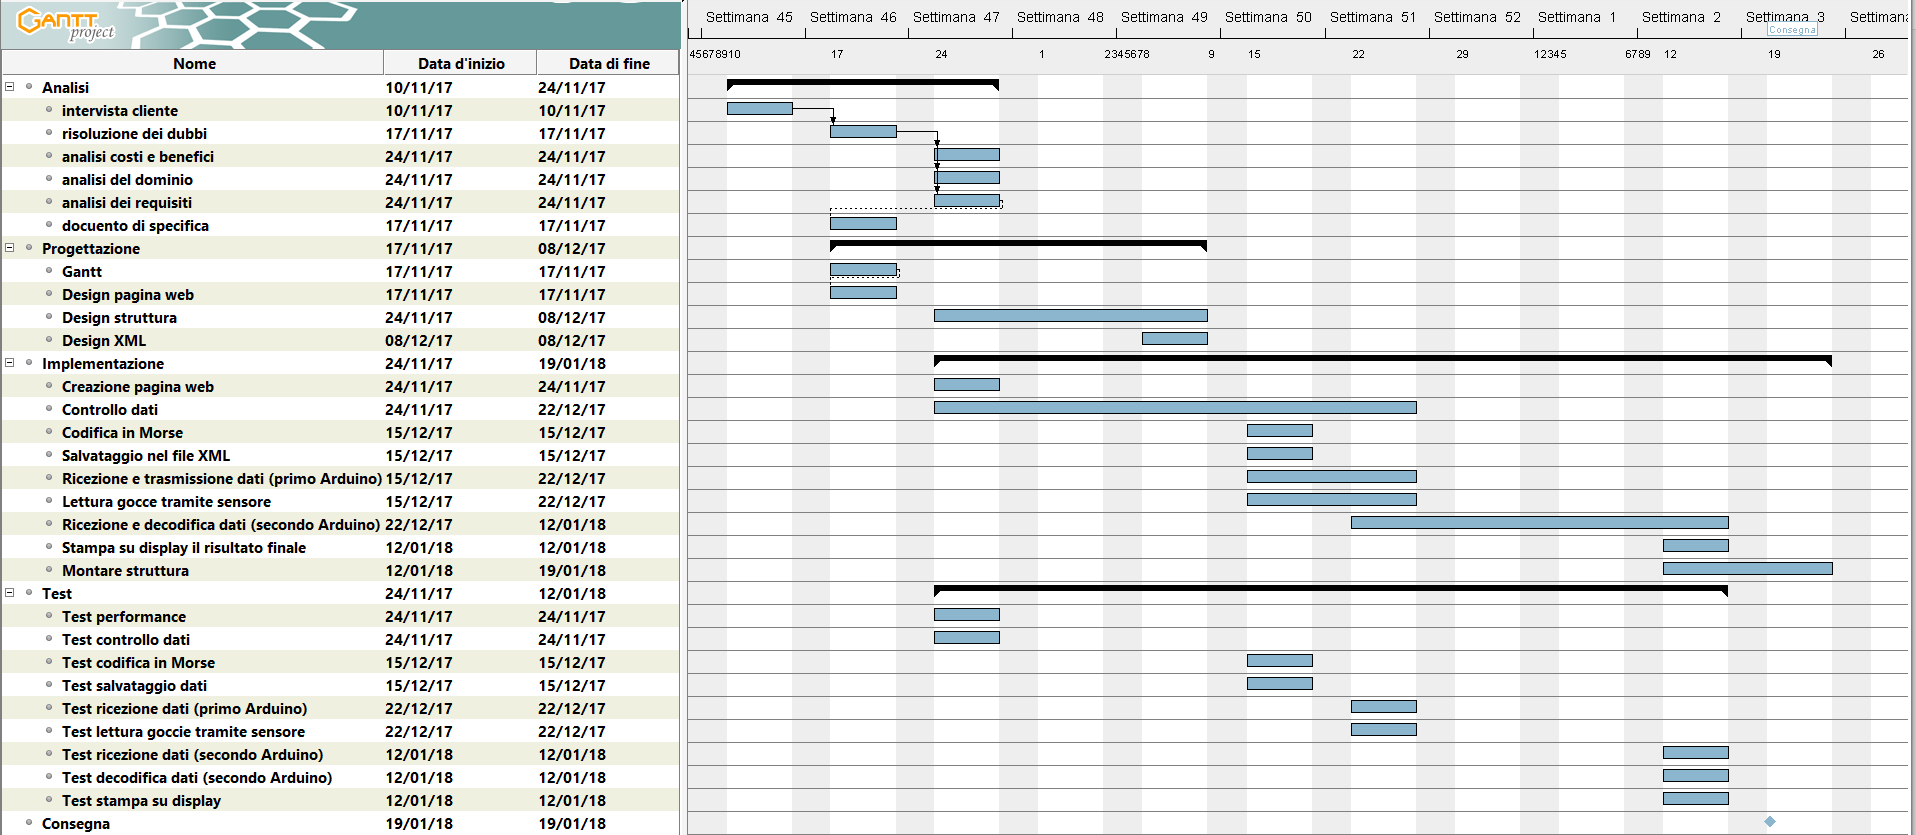 GANTT
project
Settimana 45 Settimana 46 Settimana 47 Settimana 48 Settimana 49 Settimana 50 Settimana 51 Settimana 52 Settimana 1 Settimana 2 Settimana 3 Settimana
Consegna
45678910 17 24 1 2345678 9 15 22 29 12345 6789 12 19 26
Nome Data d'inizio Data di fine
Analisi 10/11/17 24/11/17
intervista cliente 10/11/17 10/11/17
risoluzione dei dubbi 17/11/17 17/11/17
analisi costi e benefici 24/11/17 24/11/17
analisi del dominio 24/11/17 24/11/17
analisi dei requisiti 24/11/17 24/11/17
docuento di specifica 17/11/17 17/11/17
Progettazione 17/11/17 08/12/17
Gantt 17/11/17 17/11/17
Design pagina web 17/11/17 17/11/17
Design struttura 24/11/17 08/12/17
Design XML 08/12/17 08/12/17
Implementazione 24/11/17 19/01/18
Creazione pagina web 24/11/17 24/11/17
Controllo dati 24/11/17 22/12/17
Codifica in Morse 15/12/17 15/12/17
Salvataggio nel file XML 15/12/17 15/12/17
Ricezione e trasmissione dati (primo Arduino) 15/12/17 22/12/17
Lettura gocce tramite sensore 15/12/17 22/12/17
Ricezione e decodifica dati (secondo Arduino) 22/12/17 12/01/18
Stampa su display il risultato finale 12/01/18 12/01/18
Montare struttura 12/01/18 19/01/18
Test 24/11/17 12/01/18
Test performance 24/11/17 24/11/17
Test controllo dati 24/11/17 24/11/17
Test codifica in Morse 15/12/17 15/12/17
Test salvataggio dati 15/12/17 15/12/17
Test ricezione dati (primo Arduino) 22/12/17 22/12/17
Test lettura goccie tramite sensore 22/12/17 22/12/17
Test ricezione dati (secondo Arduino) 12/01/18 12/01/18
Test decodifica dati (secondo Arduino) 12/01/18 12/01/18
Test stampa su display 12/01/18 12/01/18
Consegna 19/01/18 19/01/18